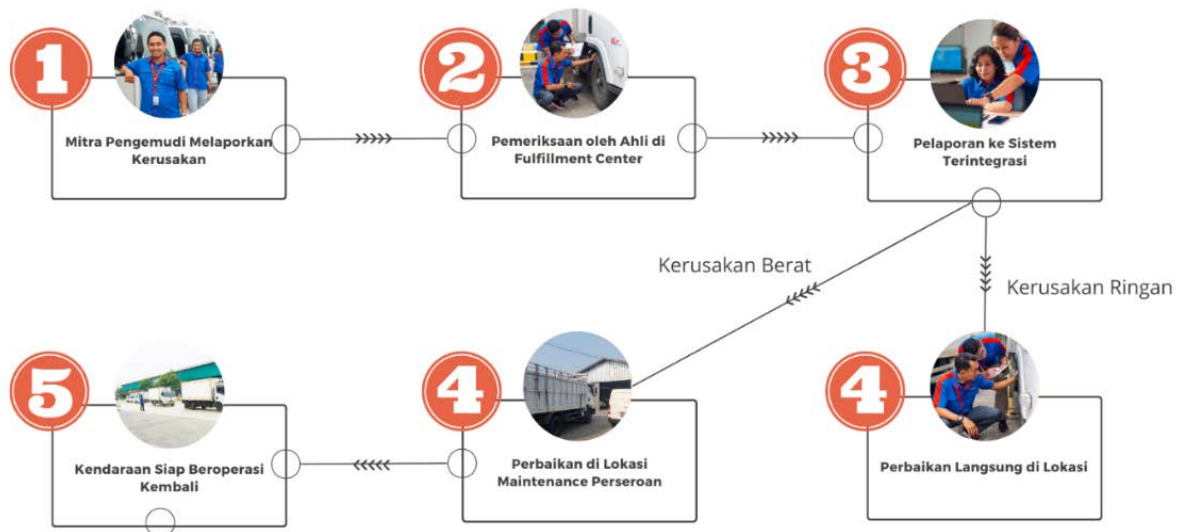 1
Mitra Pengemudi Melaporkan
Kerusakan
2
Pemeriksaan oleh Ahli di
Fulfillment Center
3
Pelaporan ke Sistem
Terintegrasi
Kerusakan Berat
Kerusakan Ringan
5
Kendaraan Siap Beroperasi
Kembali
4
Perbaikan di Lokasi
Maintenance Perseroan
4
Perbaikan Langsung di Lokasi